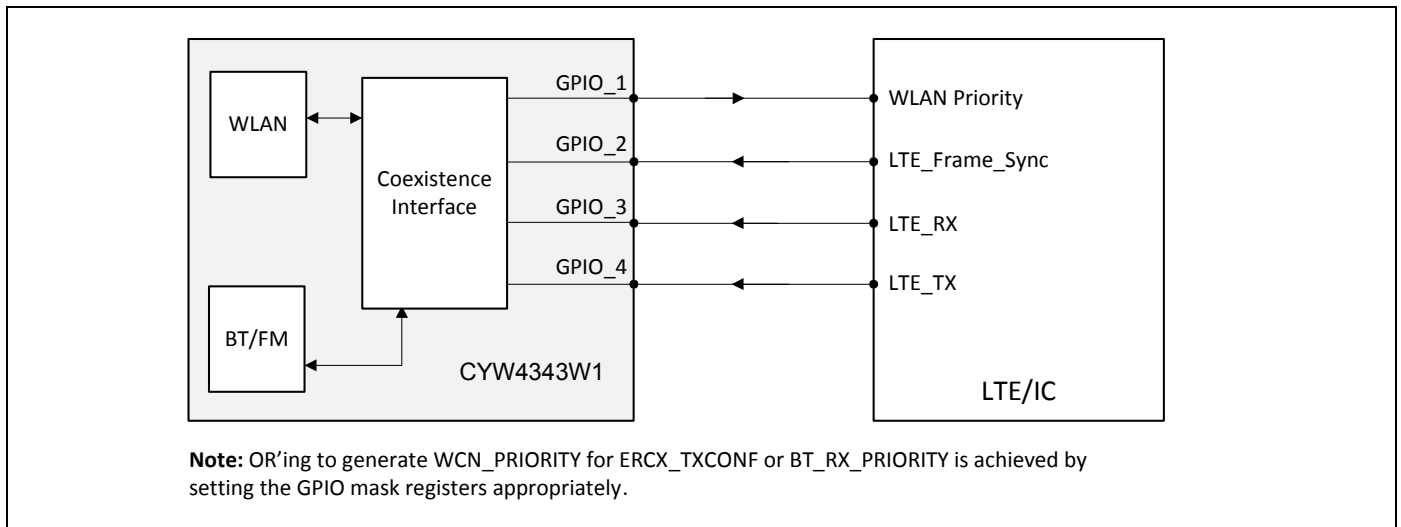 GPIO_1
WLAN Priority
WLAN
GPIO_2
LTE_Frame_Sync
Coexistence
Interface
GPIO_3
LTE_RX
GPIO_4
LTE_TX
BT/FM
CYW4343W1
LTE/IC
Note: OR'ing to generate WCN_PRIORITY for ERCX_TXCONF or BT_RX_PRIORITY is achieved by
setting the GPIO mask registers appropriately.